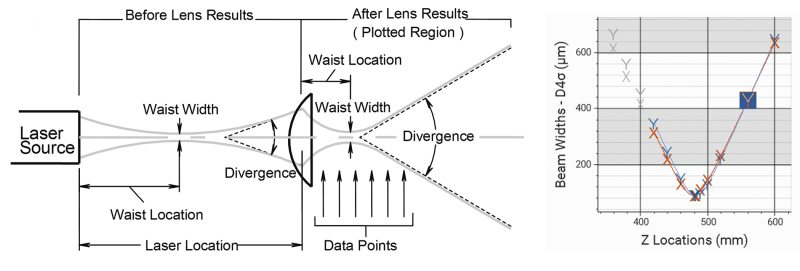 Before Lens Results
After Lens Results
( Plotted Region )
Waist Location
Waist Width
Waist Width
Laser
Source
Divergence
Divergence
Waist Location
Laser Location
Data Points
Beam Widths - D4σ (µm)
600
400
200
400
500
600
Z Locations (mm)